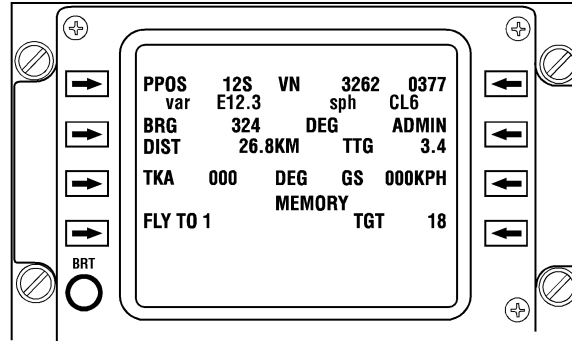 PPOS 12S VN 3262 0377
var E12.3 sph CL6
BRG 324 DEG ADMIN
DIST 26.8KM TTG 3.4
TKA 000 DEG GS 000KPH
MEMORY
FLY TO 1 TGT 18
BRT